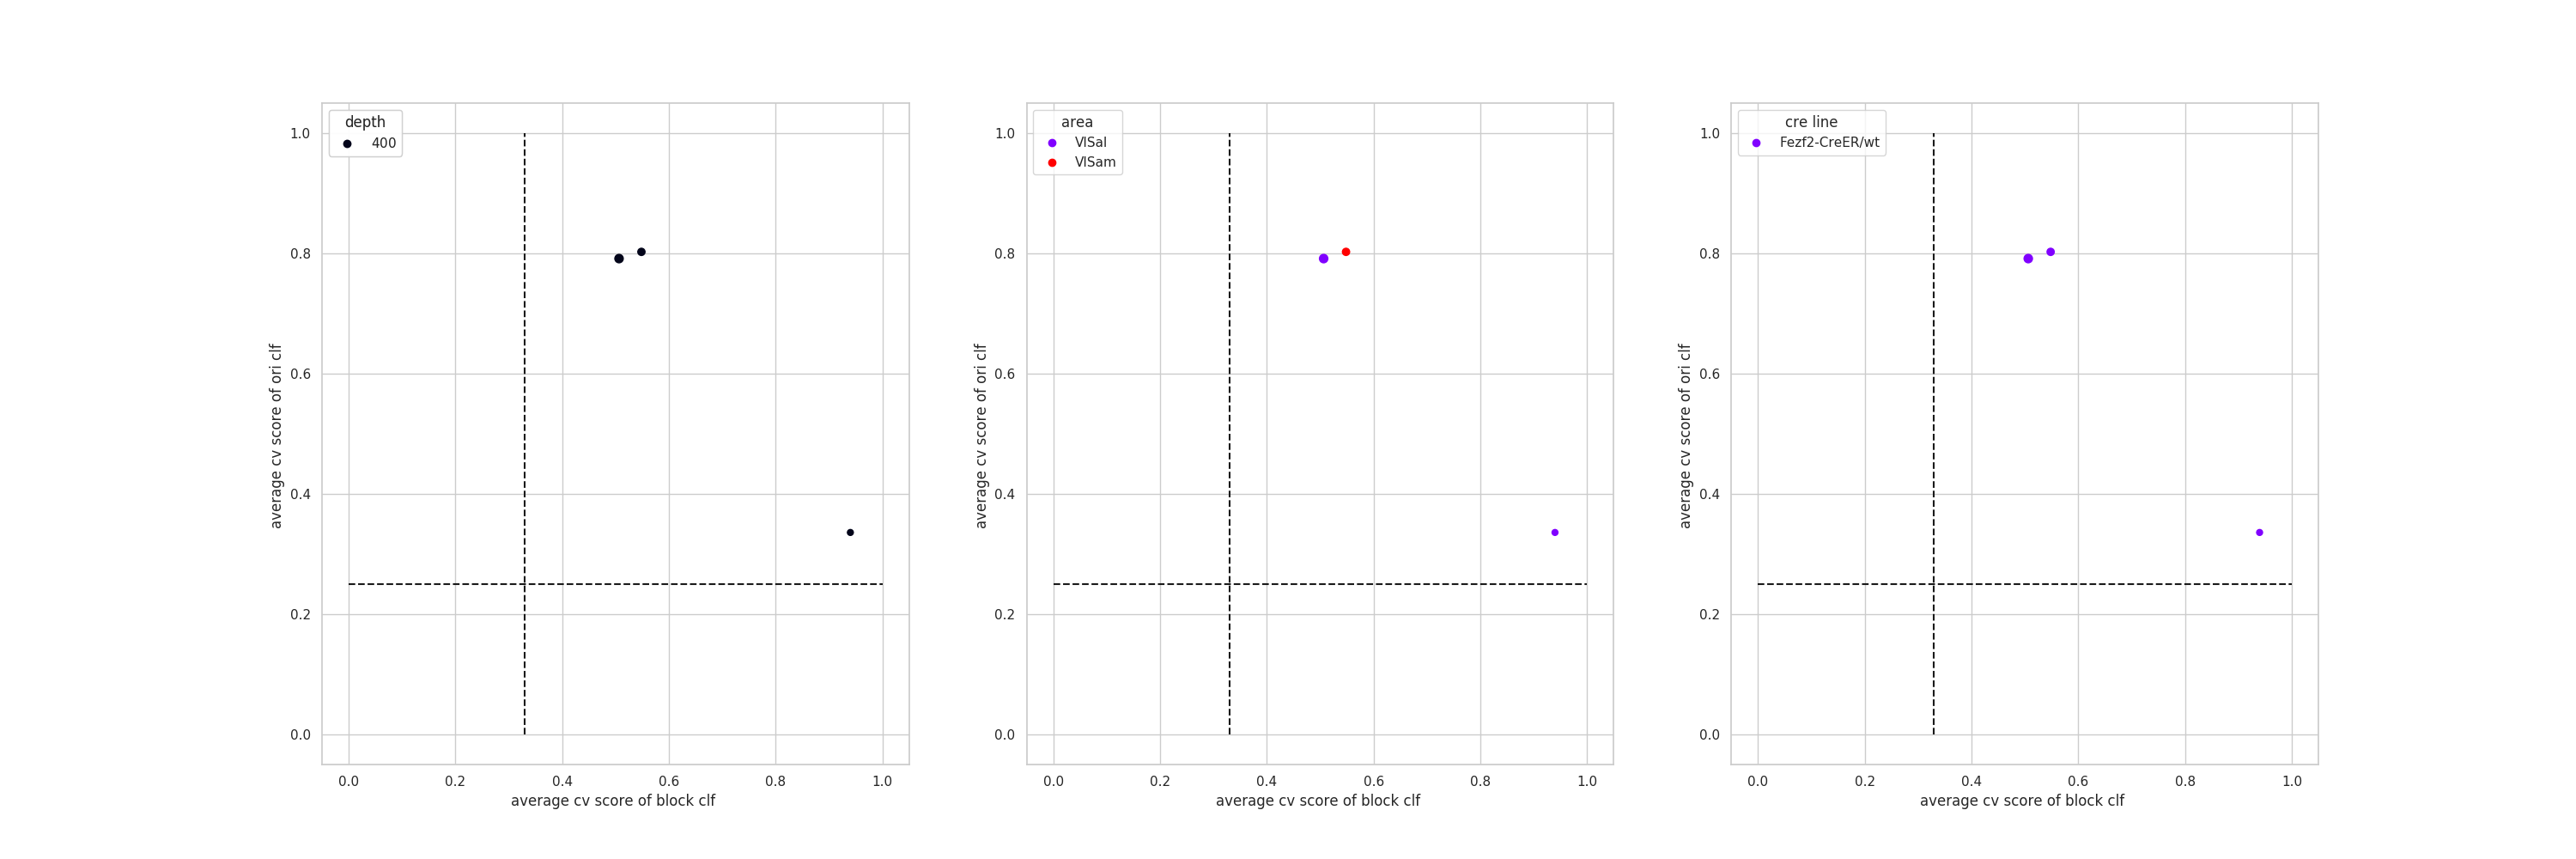 depth
400
1.0
0.8
0.6
0.4
0.2
0.0
average cv score of ori clf
0.0 0.2 0.4 0.6 0.8 1.0
average cv score of block clf
area
VISal
VISam
1.0
0.8
0.6
0.4
0.2
0.0
average cv score of ori clf
0.0 0.2 0.4 0.6 0.8 1.0
average cv score of block clf
cre line
Fezf2-CreER/wt
1.0
0.8
0.6
0.4
0.2
0.0
average cv score of ori clf
0.0 0.2 0.4 0.6 0.8 1.0
average cv score of block clf